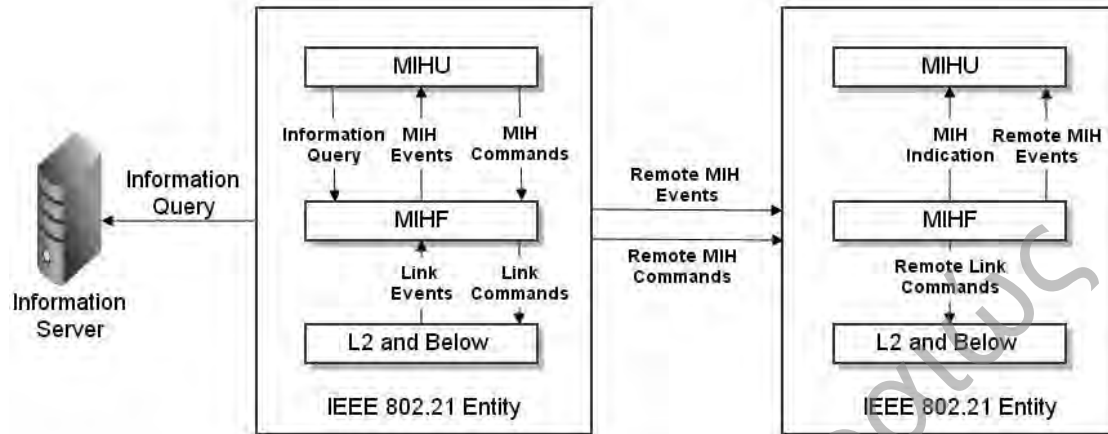 MIHU
Information
Query
MIH
Events
MIH
Commands
MIHF
Link
Events
Link
Commands
L2 and Below
IEEE 802.21 Entity
Information
Query
Information
Server
Remote MIH
Events
Remote MIH
Commands
MIHU
MIH
Indication
Remote MIH
Events
MIHF
Remote Link
Commands
L2 and Below
IEEE 802.21 Entity